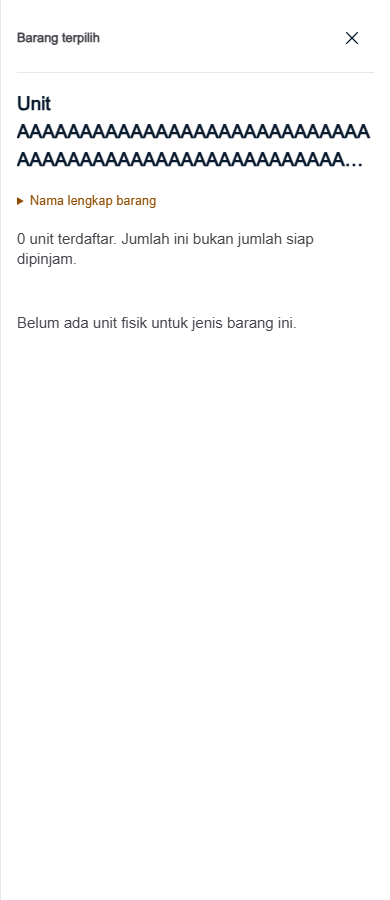 Barang terpilih
Unit
AAAAAAAAAAAAAAAAAAAAAAAAAAAA
AAAAAAAAAAAAAAAAAAAAAAAAAA...
Nama lengkap barang
0 unit terdaftar. Jumlah ini bukan jumlah siap
dipinjam.
Belum ada unit fisik untuk jenis barang ini.